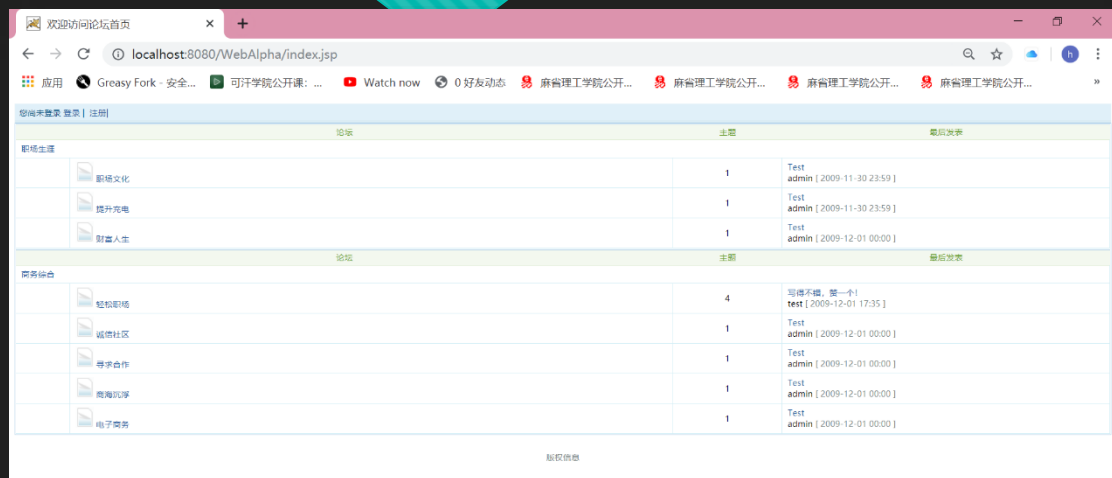 欢迎访问论坛首页
localhost:8080/WebAlpha/index.jsp
h
应用 Greasy Fork - 安全... 可汗学院公开课: ... Watch now 0 好友动态 麻省理工学院公开... 麻省理工学院公开... 麻省理工学院公开... 麻省理工学院公开... »
您尚未登录 登录 | 注册|
论坛 主题 最后发表
职场生涯
职场文化 1 Test
admin [ 2009-11-30 23:59 ]
提升充电 1 Test
admin [ 2009-11-30 23:59 ]
财富人生 1 Test
admin [ 2009-12-01 00:00 ]
论坛 主题 最后发表
商务综合
轻松职场 4 写得不错，赞一个!
test [ 2009-12-01 17:35 ]
诚信社区 1 Test
admin [ 2009-12-01 00:00 ]
寻求合作 1 Test
admin [ 2009-12-01 00:00 ]
商海沉浮 1 Test
admin [ 2009-12-01 00:00 ]
电子商务 1 Test
admin [ 2009-12-01 00:00 ]
版权信息